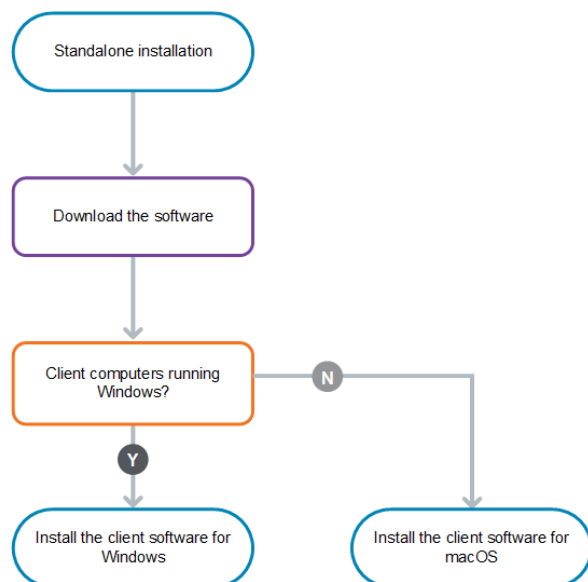 Standalone installation
Download the software
Client computers running
Windows?
N
Y
Install the client software for
Windows
Install the client software for
macOS